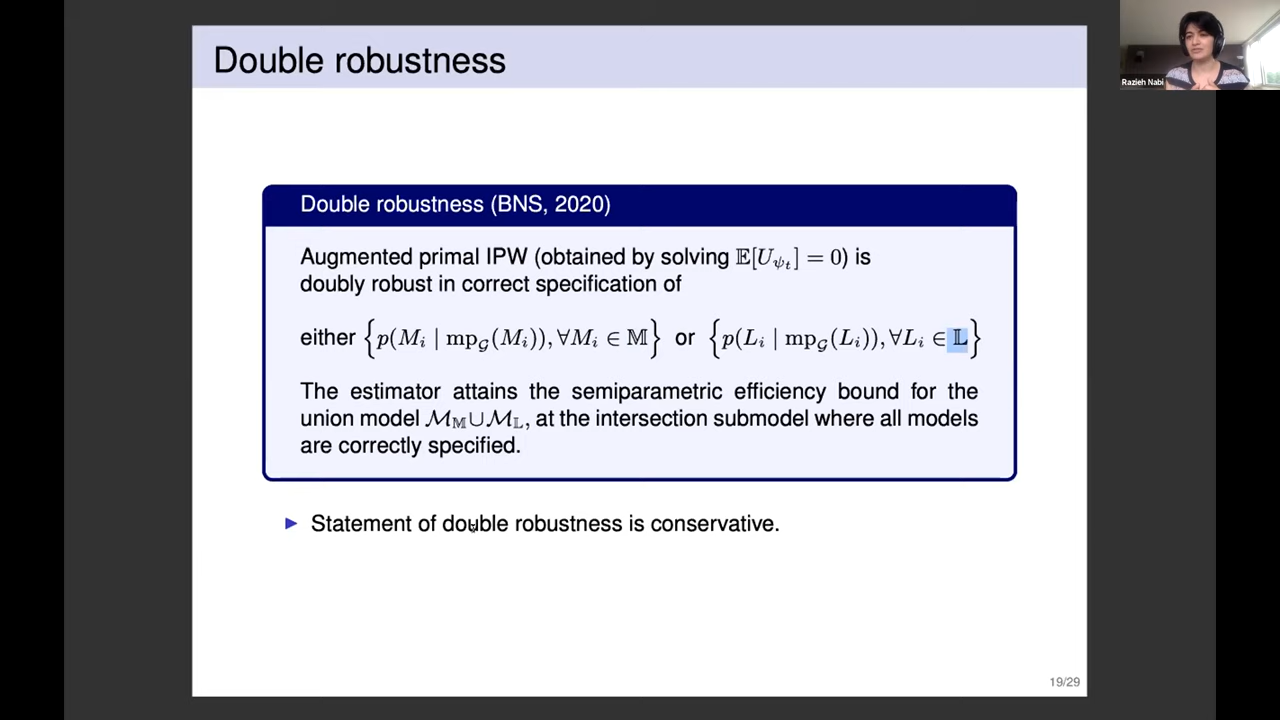 Double robustness
Razieh Nabi
Double robustness (BNS, 2020)
Augmented primal IPW (obtained by solving 𝔼[U_{ψ_t}] = 0) is
doubly robust in correct specification of
either {p(M_i | mp_𝒢(M_i)), ∀M_i ∈ 𝕄} or {p(L_i | mp_𝒢(L_i)), ∀L_i ∈ 𝕃}
The estimator attains the semiparametric efficiency bound for the
union model ℳ_𝕄 ∪ ℳ_𝕃, at the intersection submodel where all models
are correctly specified.
► Statement of double robustness is conservative.
19/29